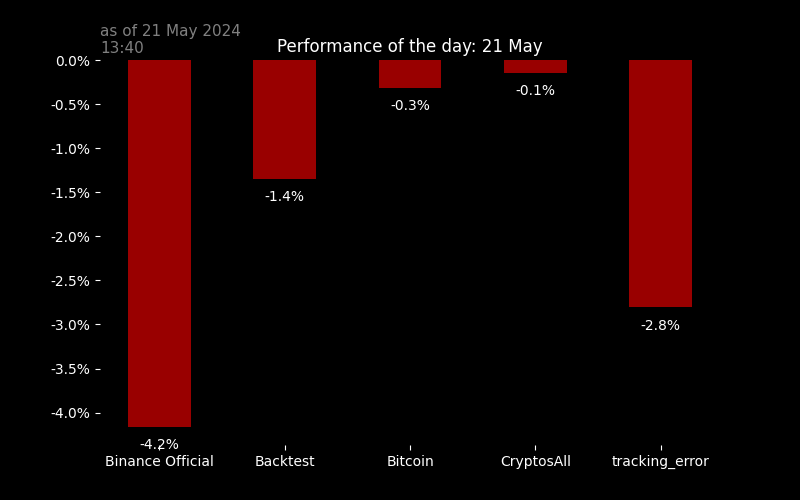 as of 21 May 2024
13:40
Performance of the day: 21 May
0.0%
-0.5%
-1.0%
-1.5%
-2.0%
-2.5%
-3.0%
-3.5%
-4.0%
-4.2%
-1.4%
-0.3%
-0.1%
-2.8%
Binance Official
Backtest
Bitcoin
CryptosAll
tracking_error